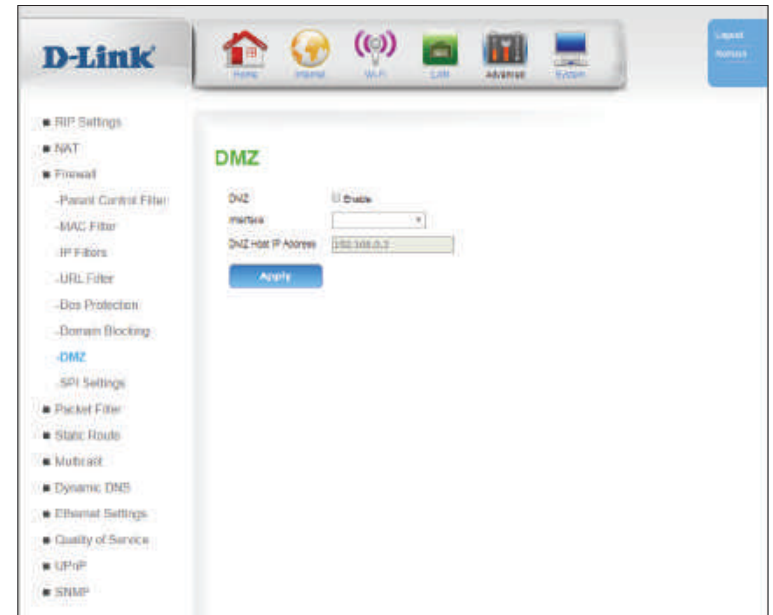 D-Link
Home
Internet
Wi-Fi
LAN
Advanced
System
Logout
RIP Settings
NAT
Firewall
-Parent Control Filter
-MAC Filter
-IP Filters
-URL Filter
-Dos Protection
-Domain Blocking
-DMZ
-SPI Settings
Packet Filter
Static Route
Multicast
Dynamic DNS
Ethernet Settings
Quality of Service
UPnP
SNMP
DMZ
DMZ
Enable
Interface
DMZ Host IP Address
Apply